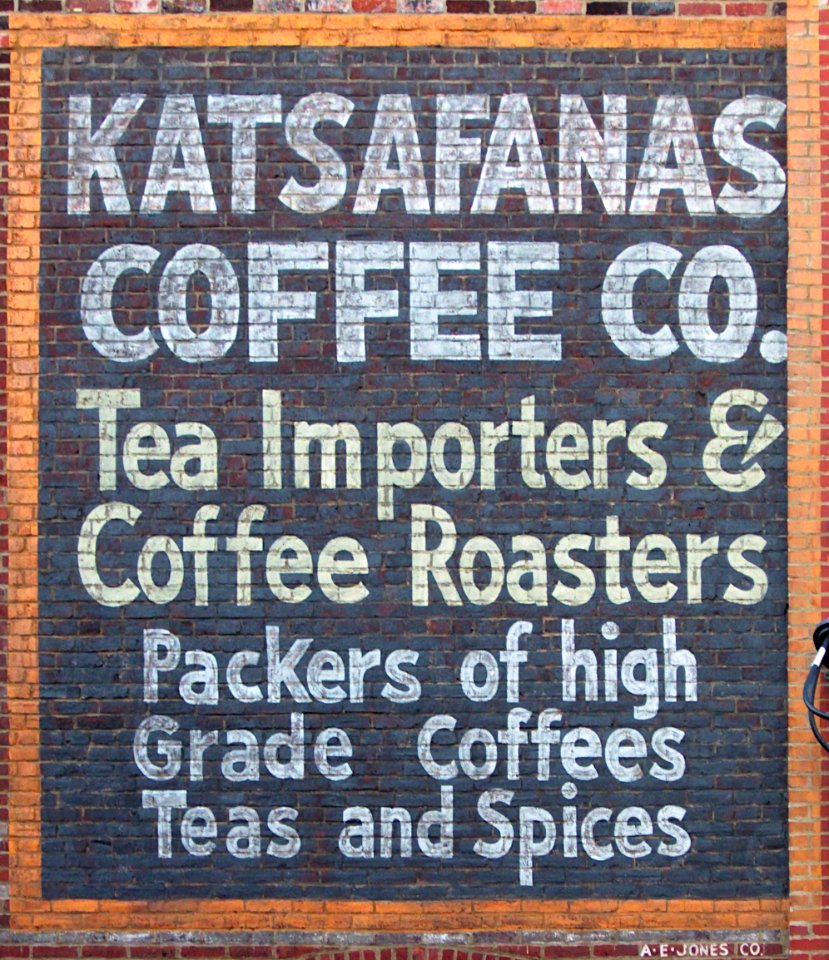 KATSAFANAS
COFFEE CO.
Tea Importers &
Coffee Roasters
Packers of high
Grade Coffees
Teas and Spices
A·E·JONES CO.